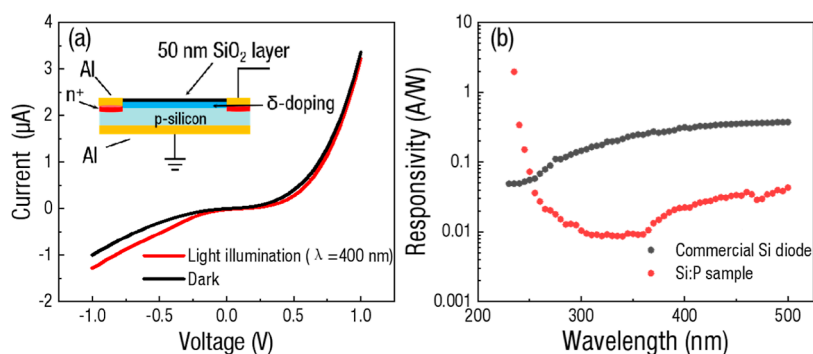 (a)
50 nm SiO₂ layer
Al
n⁺
δ-doping
p-silicon
Al
Current (μA)
4
3
2
1
0
-1
-2
Light illumination (λ=400 nm)
Dark
-1.0 -0.5 0.0 0.5 1.0
Voltage (V)
(b)
Responsivity (A/W)
10
1
0.1
0.01
0.001
Commercial Si diode
Si:P sample
200 300 400 500
Wavelength (nm)